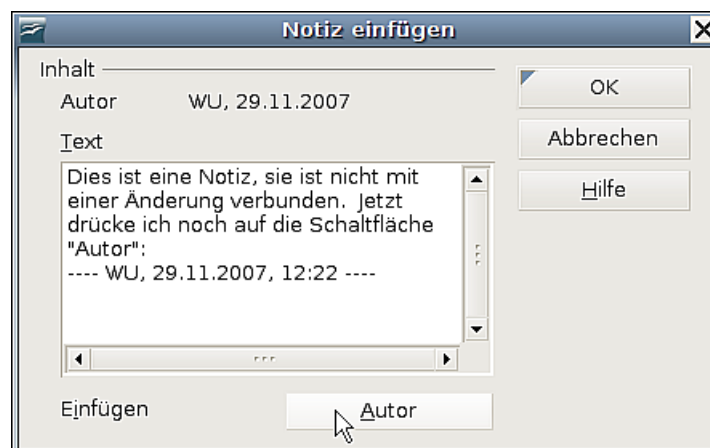 Notiz einfügen
Inhalt
Autor WU, 29.11.2007
Text
Dies ist eine Notiz, sie ist nicht mit
einer Änderung verbunden. Jetzt
drücke ich noch auf die Schaltfläche
"Autor":
---- WU, 29.11.2007, 12:22 ----
Einfügen Autor
OK
Abbrechen
Hilfe